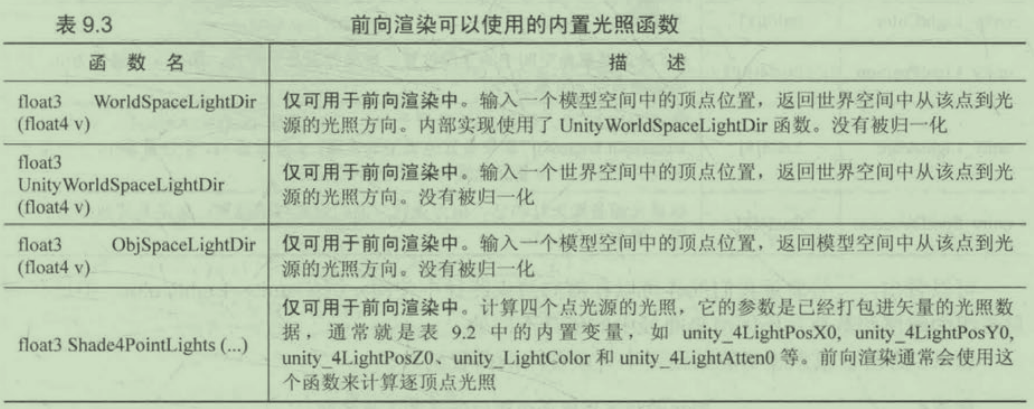 表 9.3 前向渲染可以使用的内置光照函数
函 数 名 描 述
float3 WorldSpaceLightDir
(float4 v)
仅可用于前向渲染中。输入一个模型空间中的顶点位置，返回世界空间中从该点到光
源的光照方向。内部实现使用了 UnityWorldSpaceLightDir 函数。没有被归一化
float3
UnityWorldSpaceLightDir
(float4 v)
仅可用于前向渲染中。输入一个世界空间中的顶点位置，返回世界空间中从该点到光
源的光照方向。没有被归一化
float3 ObjSpaceLightDir
(float4 v)
仅可用于前向渲染中。输入一个模型空间中的顶点位置，返回模型空间中从该点到光
源的光照方向。没有被归一化
float3 Shade4PointLights (...)
仅可用于前向渲染中。计算四个点光源的光照，它的参数是已经打包进矢量的光照数
据，通常就是表 9.2 中的内置变量，如 unity_4LightPosX0, unity_4LightPosY0,
unity_4LightPosZ0、unity_LightColor 和 unity_4LightAtten0 等。前向渲染通常会使用这
个函数来计算逐顶点光照